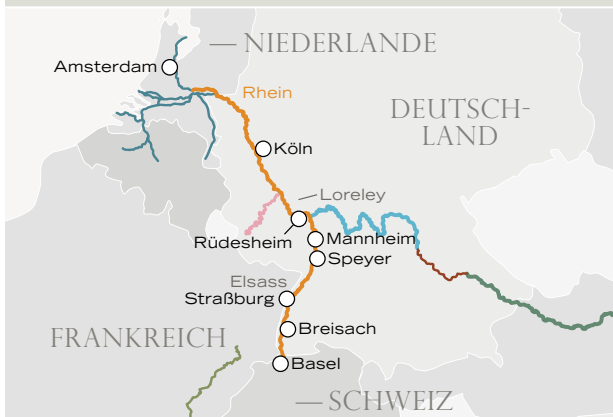 — NIEDERLANDE
Amsterdam
Rhein
DEUTSCH-
LAND
Köln
Loreley
Rüdesheim
Mannheim
Speyer
Elsass
Straßburg
FRANKREICH
Breisach
Basel
— SCHWEIZ